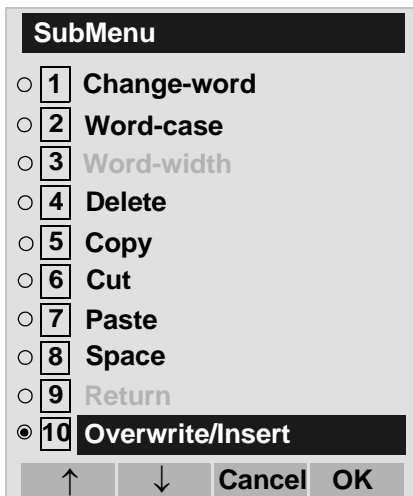 SubMenu
1 Change-word
2 Word-case
3 Word-width
4 Delete
5 Copy
6 Cut
7 Paste
8 Space
9 Return
10 Overwrite/Insert
↑ ↓ Cancel OK